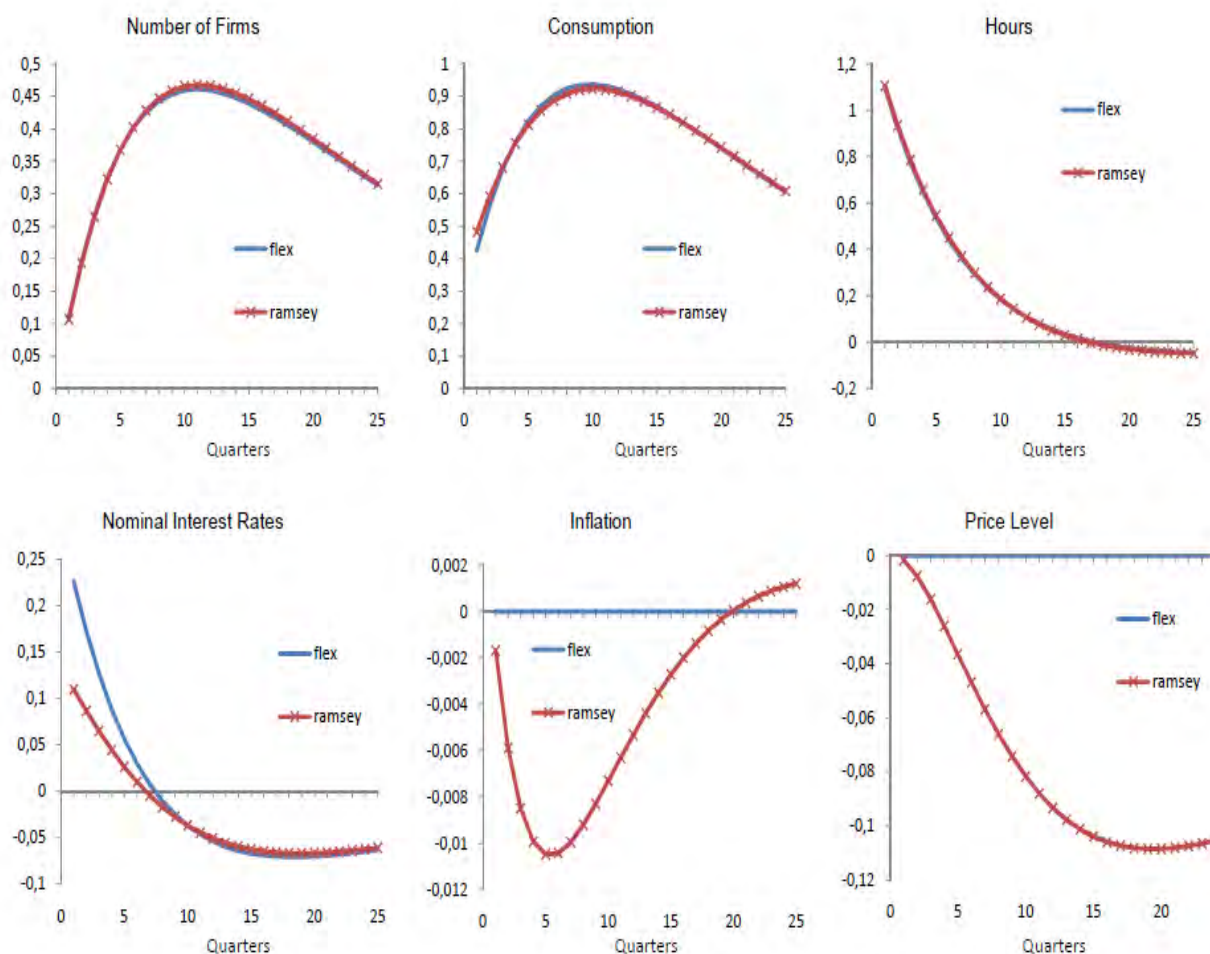 Number of Firms
0,5
0,45
0,4
0,35
0,3
0,25
0,2
0,15
0,1
0,05
0
flex
ramsey
0 5 10 15 20 25
Quarters
Consumption
1
0,9
0,8
0,7
0,6
0,5
0,4
0,3
0,2
0,1
0
flex
ramsey
0 5 10 15 20 25
Quarters
Hours
1,2
1
0,8
0,6
0,4
0,2
0
-0,2
flex
ramsey
0 5 10 15 20 25
Quarters
Nominal Interest Rates
0,25
0,2
0,15
0,1
0,05
0
-0,05
-0,1
flex
ramsey
0 5 10 15 20 25
Quarters
Inflation
0,002
0
-0,002
-0,004
-0,006
-0,008
-0,01
-0,012
flex
ramsey
0 5 10 15 20 25
Quarters
Price Level
0
-0,02
-0,04
-0,06
-0,08
-0,1
-0,12
flex
ramsey
0 5 10 15 20
Quarters